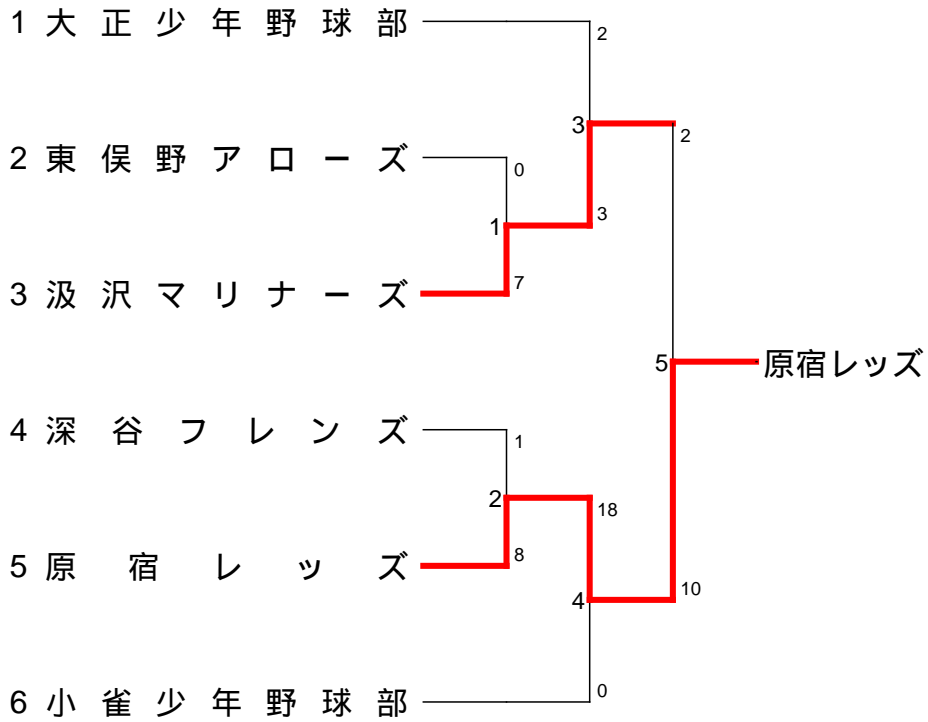 1 大正少年野球部
2
3
2
2 東俣野アローズ
0
1
3
7
3 汲沢マリナーズ
5
原宿レッズ
4 深谷フレンズ
1
2
18
8
5 原宿レッズ
10
4
0
6 小雀少年野球部